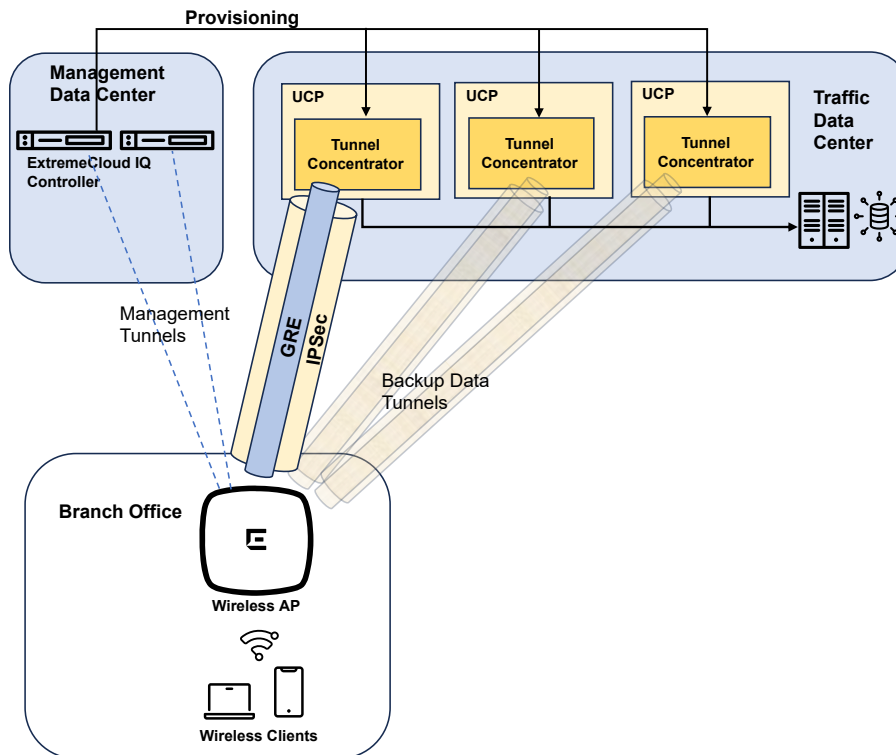 Provisioning
Management
Data Center
ExtremeCloud IQ
Controller
UCP
Tunnel
Concentrator
UCP
Tunnel
Concentrator
UCP
Tunnel
Concentrator
Traffic
Data
Center
Management
Tunnels
GRE
IPSec
Backup Data
Tunnels
Branch Office
Wireless AP
Wireless Clients